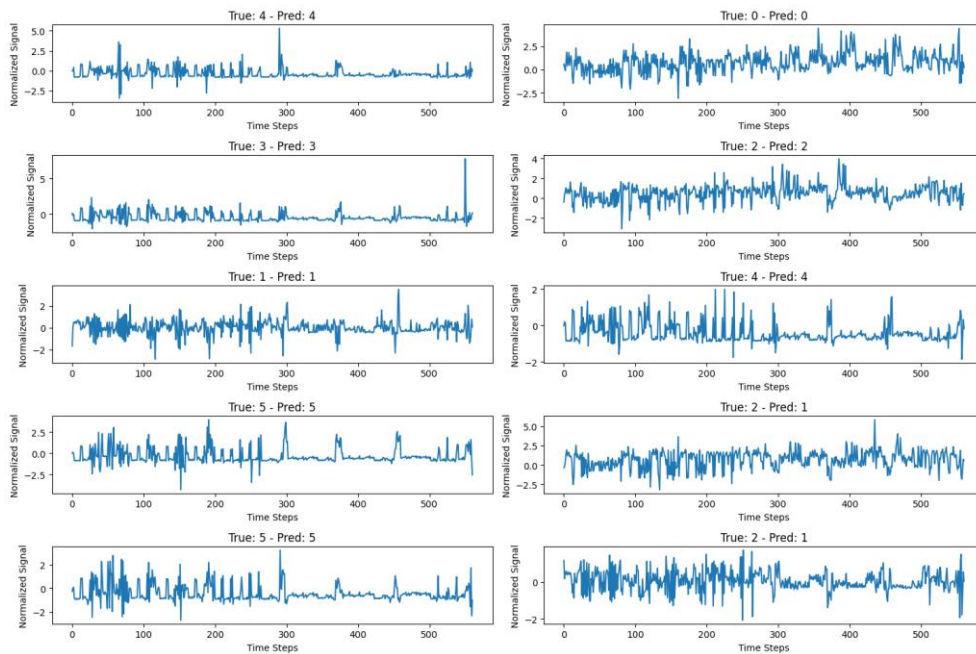 True: 4 - Pred: 4
Normalized Signal
5.0
2.5
0.0
−2.5
0 100 200 300 400 500
Time Steps
True: 0 - Pred: 0
Normalized Signal
2.5
0.0
−2.5
0 100 200 300 400 500
Time Steps
True: 3 - Pred: 3
Normalized Signal
5
0
0 100 200 300 400 500
Time Steps
True: 2 - Pred: 2
Normalized Signal
4
2
0
−2
0 100 200 300 400 500
Time Steps
True: 1 - Pred: 1
Normalized Signal
2
0
−2
0 100 200 300 400 500
Time Steps
True: 4 - Pred: 4
Normalized Signal
2
0
−2
0 100 200 300 400 500
Time Steps
True: 5 - Pred: 5
Normalized Signal
2.5
0.0
−2.5
0 100 200 300 400 500
Time Steps
True: 2 - Pred: 1
Normalized Signal
5.0
2.5
0.0
−2.5
0 100 200 300 400 500
Time Steps
True: 5 - Pred: 5
Normalized Signal
2
0
−2
0 100 200 300 400 500
Time Steps
True: 2 - Pred: 1
Normalized Signal
0
−2
0 100 200 300 400 500
Time Steps